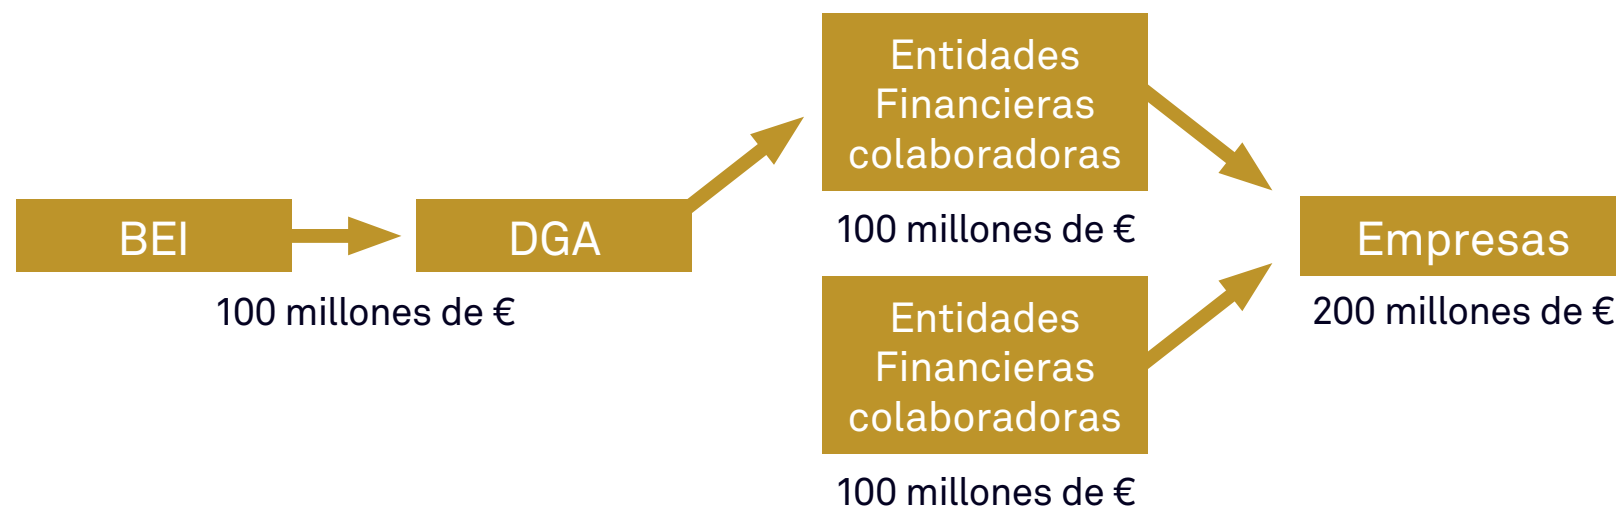 BEI
DGA
100 millones de €
Entidades
Financieras
colaboradoras
100 millones de €
Entidades
Financieras
colaboradoras
100 millones de €
Empresas
200 millones de €